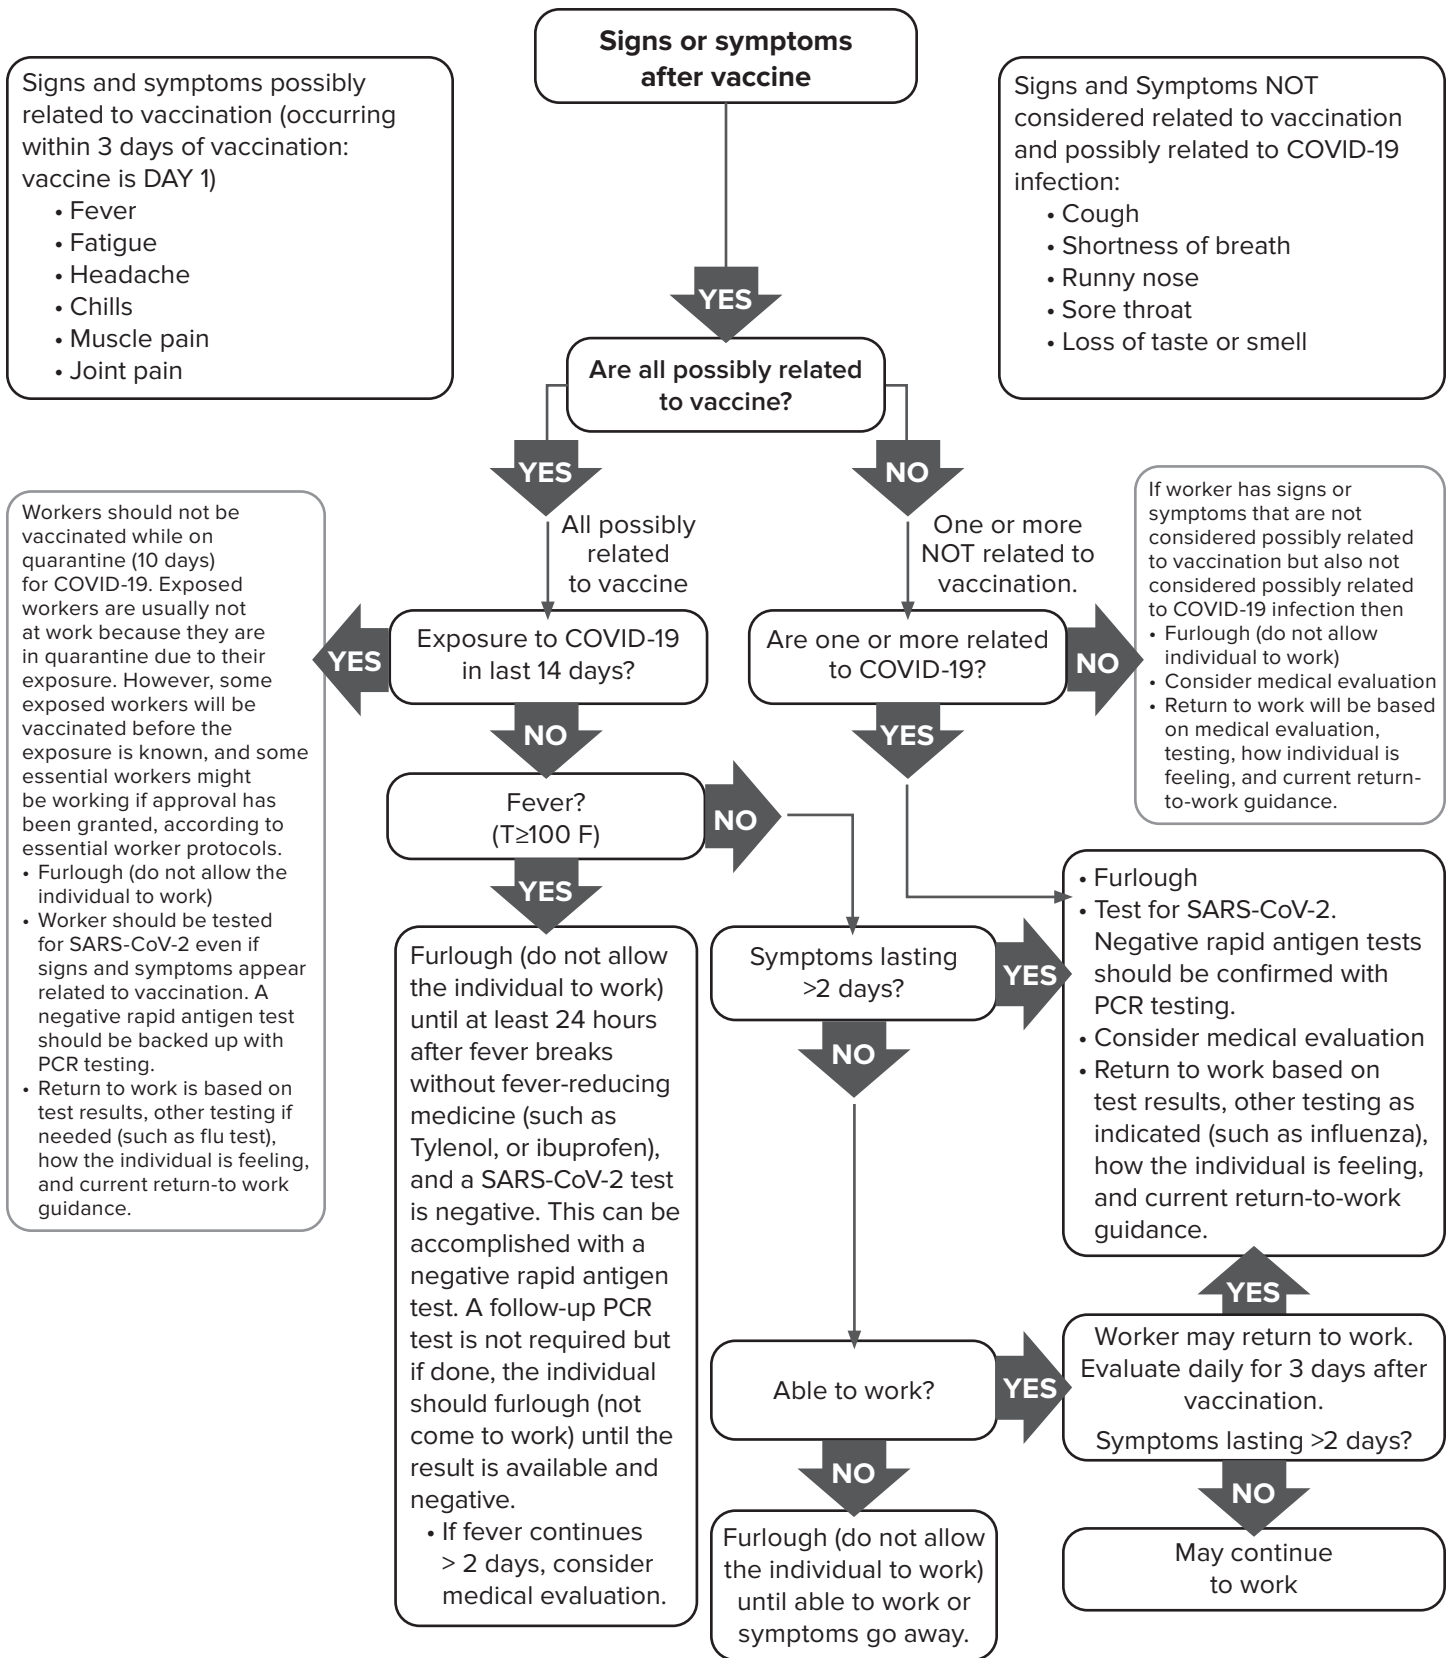 Signs or symptoms
after vaccine
Signs and symptoms possibly
related to vaccination (occurring
within 3 days of vaccination:
vaccine is DAY 1)
• Fever
• Fatigue
• Headache
• Chills
• Muscle pain
• Joint pain
Signs and Symptoms NOT
considered related to vaccination
and possibly related to COVID-19
infection:
• Cough
• Shortness of breath
• Runny nose
• Sore throat
• Loss of taste or smell
YES
Are all possibly related
to vaccine?
YES
NO
All possibly
related
to vaccine
One or more
NOT related to
vaccination.
Workers should not be
vaccinated while on
quarantine (10 days)
for COVID-19. Exposed
workers are usually not
at work because they are
in quarantine due to their
exposure. However, some
exposed workers will be
vaccinated before the
exposure is known, and some
essential workers might
be working if approval has
been granted, according to
essential worker protocols.
• Furlough (do not allow the
individual to work)
• Worker should be tested
for SARS-CoV-2 even if
signs and symptoms appear
related to vaccination. A
negative rapid antigen test
should be backed up with
PCR testing.
• Return to work is based on
test results, other testing if
needed (such as flu test),
how the individual is feeling,
and current return-to work
guidance.
YES
Exposure to COVID-19
in last 14 days?
Are one or more related
to COVID-19?
NO
If worker has signs or
symptoms that are not
considered possibly related
to vaccination but also not
considered possibly related
to COVID-19 infection then
• Furlough (do not allow
individual to work)
• Consider medical evaluation
• Return to work will be based
on medical evaluation,
testing, how individual is
feeling, and current return-
to-work guidance.
NO
YES
Fever?
(T≥100 F)
NO
YES
Furlough (do not allow
the individual to work)
until at least 24 hours
after fever breaks
without fever-reducing
medicine (such as
Tylenol, or ibuprofen),
and a SARS-CoV-2 test
is negative. This can be
accomplished with a
negative rapid antigen
test. A follow-up PCR
test is not required but
if done, the individual
should furlough (not
come to work) until the
result is available and
negative.
• If fever continues
> 2 days, consider
medical evaluation.
Symptoms lasting
>2 days?
YES
• Furlough
• Test for SARS-CoV-2.
Negative rapid antigen tests
should be confirmed with
PCR testing.
• Consider medical evaluation
• Return to work based on
test results, other testing as
indicated (such as influenza),
how the individual is feeling,
and current return-to-work
guidance.
NO
YES
Able to work?
YES
Worker may return to work.
Evaluate daily for 3 days after
vaccination.
Symptoms lasting >2 days?
NO
NO
Furlough (do not allow
the individual to work)
until able to work or
symptoms go away.
May continue
to work